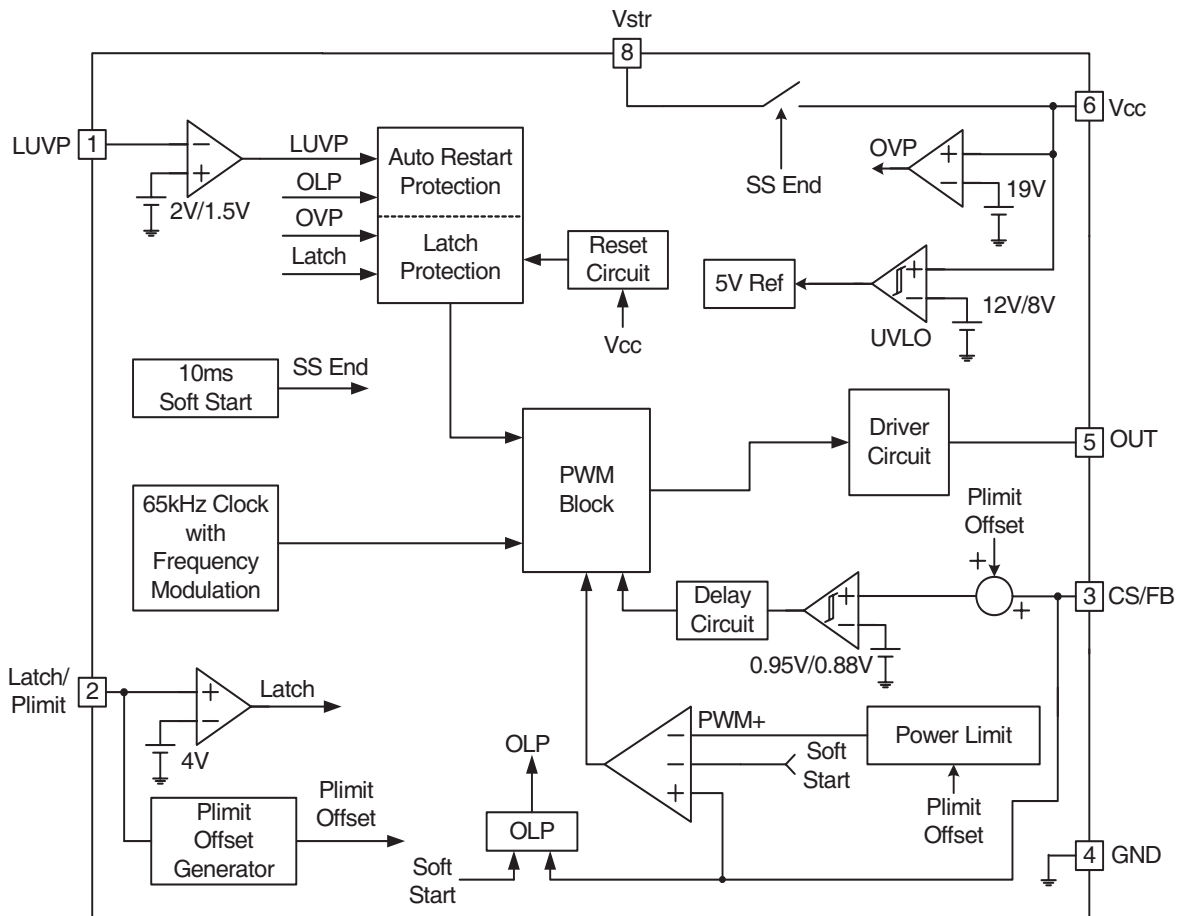 Vstr
8
LUVP
1
−
+
2V/1.5V
LUVP
OLP
OVP
Latch
Auto Restart
Protection
Latch
Protection
Reset
Circuit
Vcc
SS End
6
Vcc
OVP
+
−
19V
5V Ref
+
−
UVLO
12V/8V
10ms
Soft Start
SS End
65kHz Clock
with
Frequency
Modulation
PWM
Block
Driver
Circuit
5
OUT
Plimit
Offset
+
+
3
CS/FB
Delay
Circuit
+
−
0.95V/0.88V
Latch/
Plimit
2
+
−
4V
Latch
Plimit
Offset
Generator
Plimit
Offset
OLP
OLP
Soft
Start
−
−
+
PWM+
Soft
Start
Power Limit
Plimit
Offset
4
GND